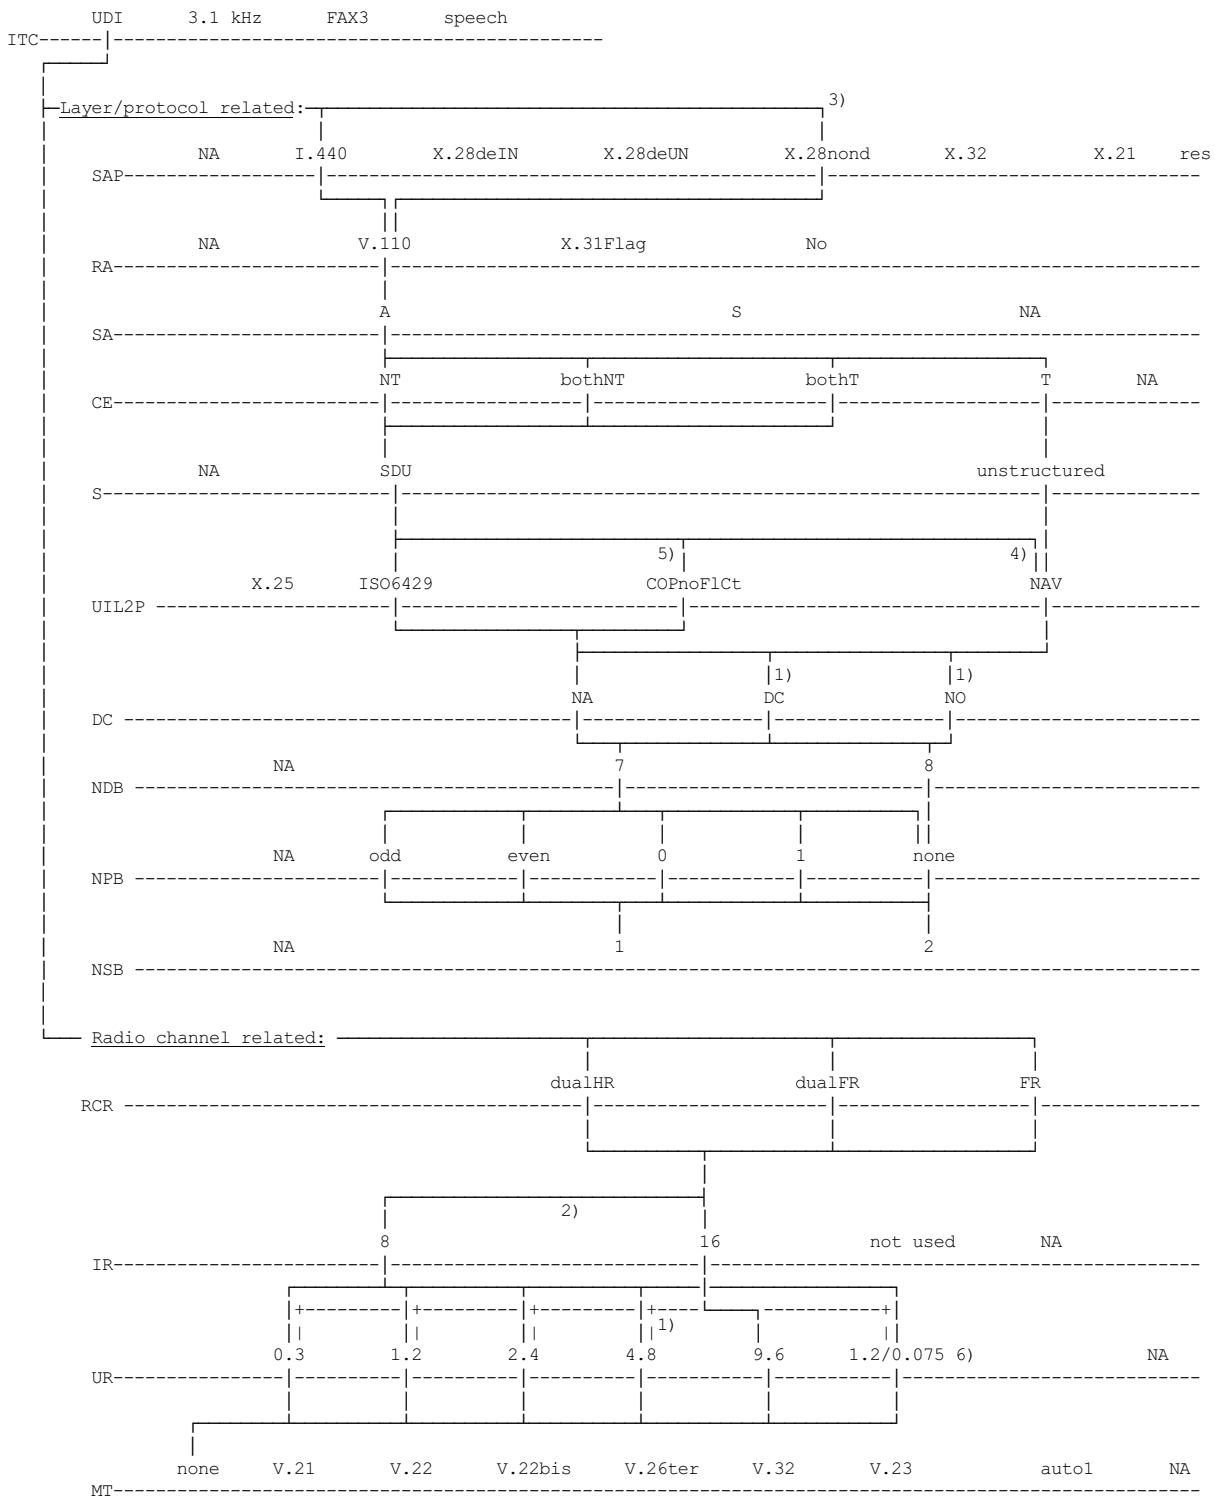 UDI 3.1 kHz FAX3 speech
ITC
Layer/protocol related: 3)
NA I.440 X.28deIN X.28deUN X.28nond X.32 X.21 res
SAP
NA V.110 X.31Flag No
RA
A S NA
SA
NT bothNT bothT T NA
CE
NA SDU unstructured
S
5) 4)
X.25 ISO6429 COPnoFlCt NAV
UIL2P
1) 1)
NA DC NO
DC
NA 7 8
NDB
NA odd even 0 1 none
NPB
NA 1 2
NSB
Radio channel related:
dualHR dualFR FR
RCR
2)
8 16 not used NA
IR
1)
0.3 1.2 2.4 4.8 9.6 1.2/0.075 6) NA
UR
none V.21 V.22 V.22bis V.26ter V.32 V.23 auto1 NA
MT